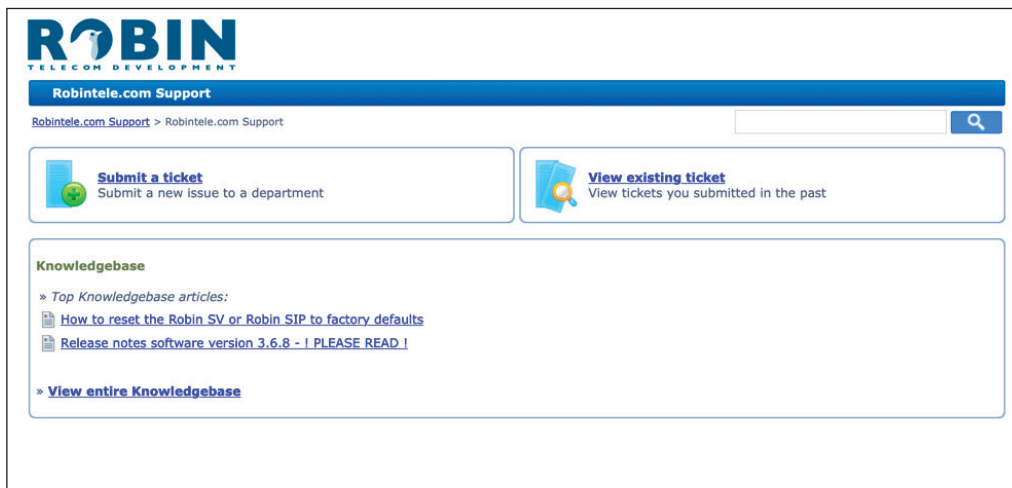 ROBIN
TELECOM DEVELOPMENT
Robintele.com Support
Robintele.com Support > Robintele.com Support
Submit a ticket
Submit a new issue to a department
View existing ticket
View tickets you submitted in the past
Knowledgebase
» Top Knowledgebase articles:
How to reset the Robin SV or Robin SIP to factory defaults
Release notes software version 3.6.8 - ! PLEASE READ !
» View entire Knowledgebase